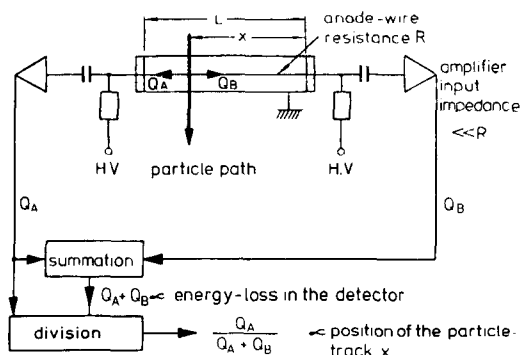 L
x
anode-wire
resistance R
Q_A Q_B
amplifier
input
impedance
<<R
H.V
particle path
H.V
Q_A
Q_B
summation
Q_A+Q_B ∝ energy-loss in the detector
division
Q_A / (Q_A + Q_B) ∝ position of the particle-
track x